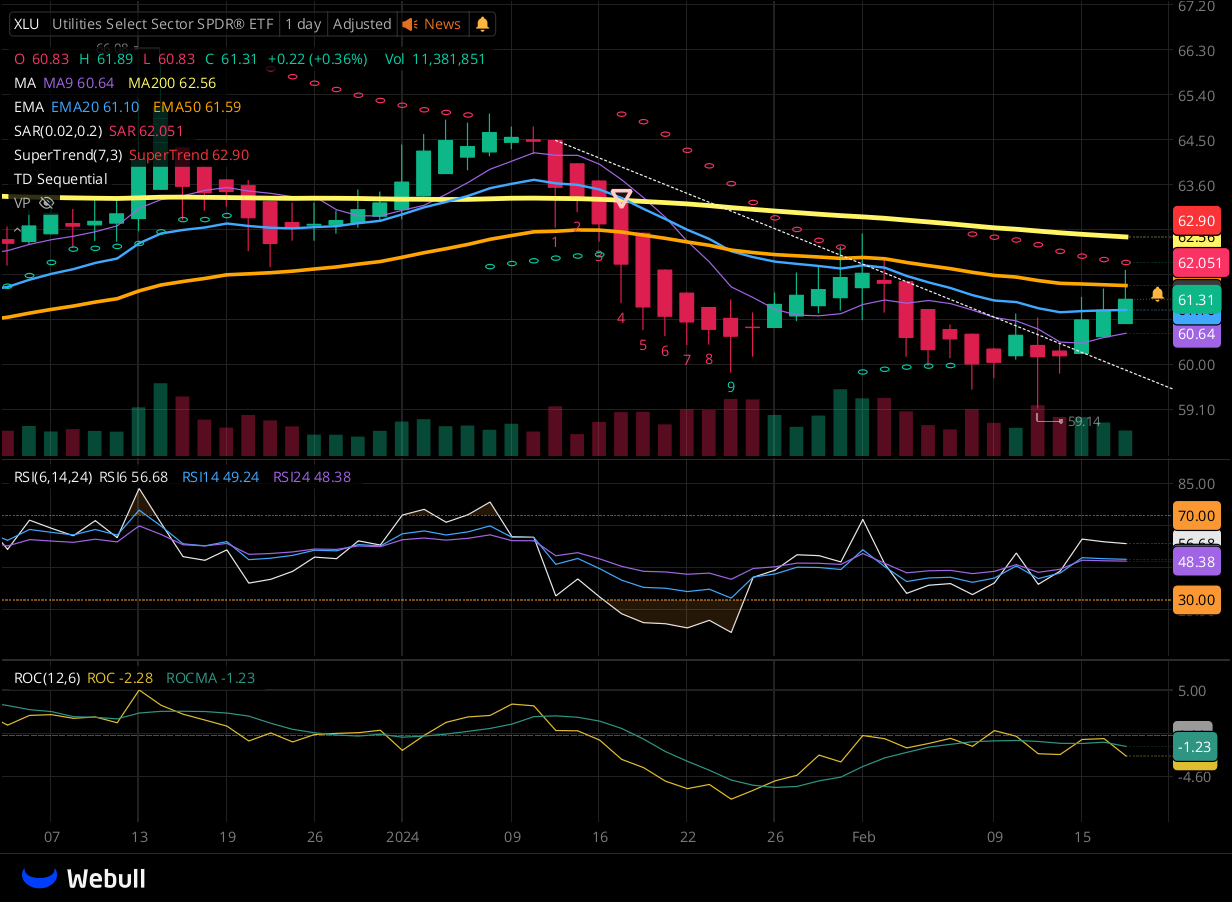 XLU Utilities Select Sector SPDR® ETF 1 day Adjusted News
O 60.83 H 61.89 L 60.83 C 61.31 +0.22 (+0.36%) Vol 11,381,851
MA MA9 60.64 MA200 62.56
EMA EMA20 61.10 EMA50 61.59
SAR(0.02,0.2) SAR 62.051
SuperTrend(7,3) SuperTrend 62.90
TD Sequential
VP
67.20
66.30
65.40
64.50
63.60
62.90
62.56
62.051
61.31
60.64
60.00
59.10
1
2
3
4
5
6
7
8
9
59.14
RSI(6,14,24) RSI6 56.68 RSI14 49.24 RSI24 48.38
85.00
70.00
56.68
48.38
30.00
ROC(12,6) ROC -2.28 ROCMA -1.23
5.00
-1.23
-4.60
07 13 19 26 2024 09 16 22 26 Feb 09 15
Webull